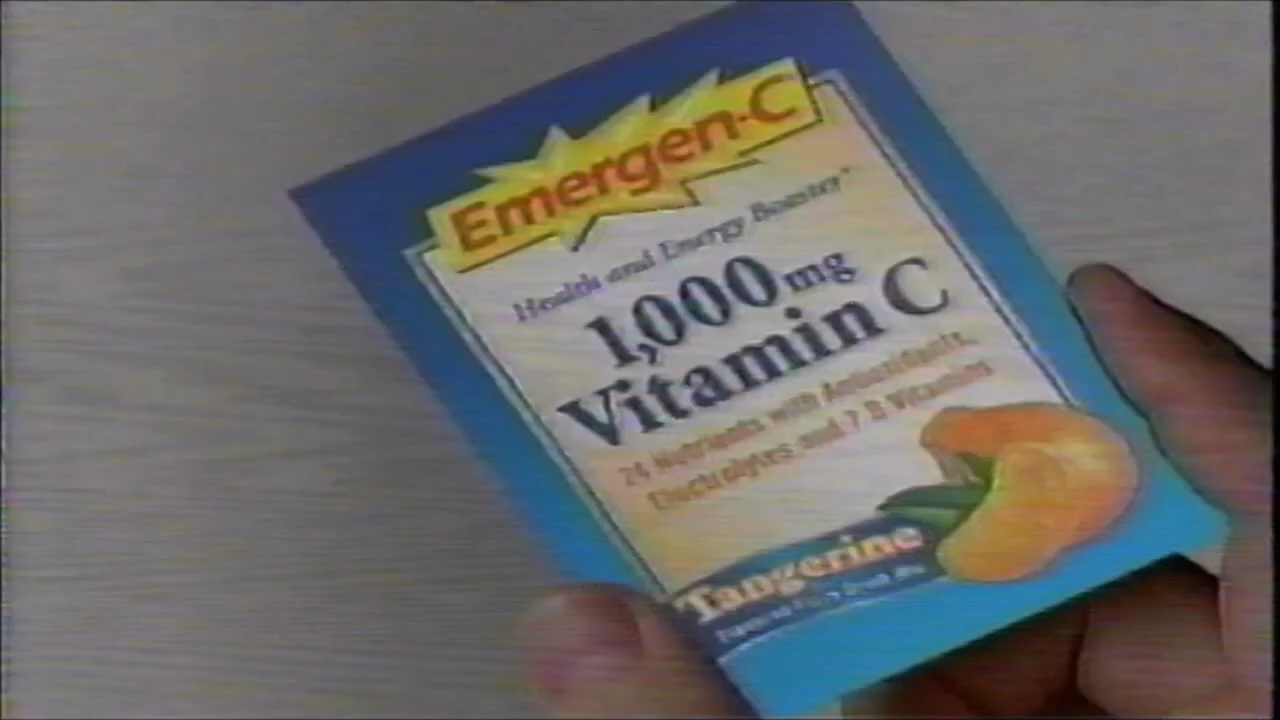 Emergen-C
Health and Energy Booster™
1,000 mg
Vitamin C
24 Nutrients with Antioxidants,
Electrolytes and 7 B Vitamins
Tangerine